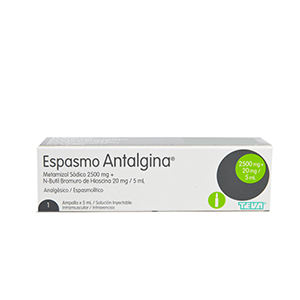 Espasmo Antalgina®
Metamizol Sódico 2500 mg +
N-Butil Bromuro de Hioscina 20 mg / 5 mL
Analgésico / Espasmolítico
1
Ampolla x 5 mL / Solución Inyectable
Intramuscular / Intravenoso
2500 mg +
20 mg /
5 mL
TEVA